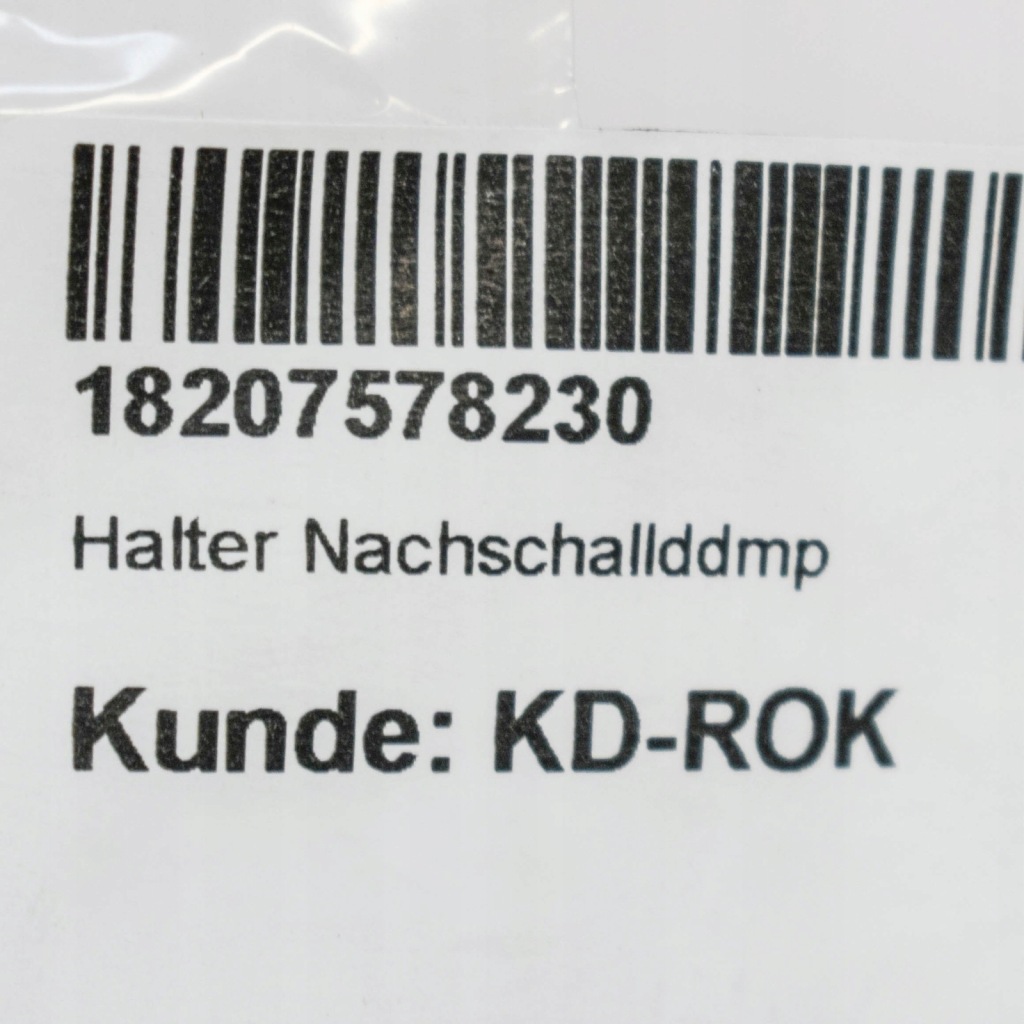 18207578230
Halter Nachschallddmp
Kunde: KD-ROK